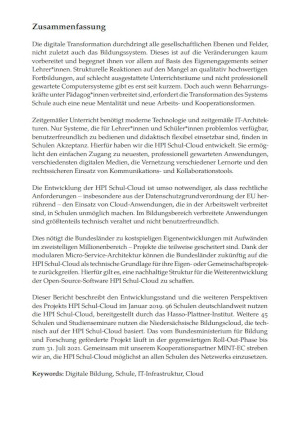 Zusammenfassung
Die digitale Transformation durchdringt alle gesellschaftlichen Ebenen und Felder,
nicht zuletzt auch das Bildungssystem. Dieses ist auf die Veränderungen kaum
vorbereitet und begegnet ihnen vor allem auf Basis des Eigenengagements seiner
Lehrer*innen. Strukturelle Reaktionen auf den Mangel an qualitativ hochwertigen
Fortbildungen, auf schlecht ausgestattete Unterrichtsräume und nicht professionell
gewartete Computersysteme gibt es erst seit kurzem. Doch auch wenn Beharrungs-
kräfte unter Pädagog*innen verbreitet sind, erfordert die Transformation des Systems
Schule auch eine neue Mentalität und neue Arbeits- und Kooperationsformen.
Zeitgemäßer Unterricht benötigt moderne Technologie und zeitgemäße IT-Architek-
turen. Nur Systeme, die für Lehrer*innen und Schüler*innen problemlos verfügbar,
benutzerfreundlich zu bedienen und didaktisch flexibel einsetzbar sind, finden in
Schulen Akzeptanz. Hierfür haben wir die HPI Schul-Cloud entwickelt. Sie ermög-
licht den einfachen Zugang zu neuesten, professionell gewarteten Anwendungen,
verschiedensten digitalen Medien, die Vernetzung verschiedener Lernorte und den
rechtssicheren Einsatz von Kommunikations- und Kollaborationstools.
Die Entwicklung der HPI Schul-Cloud ist umso notwendiger, als dass rechtliche
Anforderungen – insbesondere aus der Datenschutzgrundverordnung der EU her-
rührend – den Einsatz von Cloud-Anwendungen, die in der Arbeitswelt verbreitet
sind, in Schulen unmöglich machen. Im Bildungsbereich verbreitete Anwendungen
sind größtenteils technisch veraltet und nicht benutzerfreundlich.
Dies nötigt die Bundesländer zu kostspieligen Eigenentwicklungen mit Aufwänden
im zweistelligen Millionenbereich – Projekte die teilweise gescheitert sind. Dank der
modularen Micro-Service-Architektur können die Bundesländer zukünftig auf die
HPI Schul-Cloud als technische Grundlage für ihre Eigen- oder Gemeinschaftsprojek-
te zurückgreifen. Hierfür gilt es, eine nachhaltige Struktur für die Weiterentwicklung
der Open-Source-Software HPI Schul-Cloud zu schaffen.
Dieser Bericht beschreibt den Entwicklungsstand und die weiteren Perspektiven
des Projekts HPI Schul-Cloud im Januar 2019. 96 Schulen deutschlandweit nutzen
die HPI Schul-Cloud, bereitgestellt durch das Hasso-Plattner-Institut. Weitere 45
Schulen und Studienseminare nutzen die Niedersächsische Bildungscloud, die tech-
nisch auf der HPI Schul-Cloud basiert. Das vom Bundesministerium für Bildung
und Forschung geförderte Projekt läuft in der gegenwärtigen Roll-Out-Phase bis
zum 31. Juli 2021. Gemeinsam mit unserem Kooperationspartner MINT-EC streben
wir an, die HPI Schul-Cloud möglichst an allen Schulen des Netzwerks einzusetzen.
Keywords: Digitale Bildung, Schule, IT-Infrastruktur, Cloud